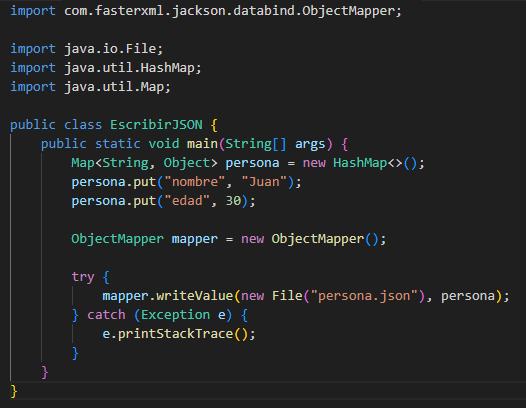 import com.fasterxml.jackson.databind.ObjectMapper;

import java.io.File;
import java.util.HashMap;
import java.util.Map;

public class EscribirJSON {
    public static void main(String[] args) {
        Map<String, Object> persona = new HashMap<>();
        persona.put("nombre", "Juan");
        persona.put("edad", 30);

        ObjectMapper mapper = new ObjectMapper();

        try {
            mapper.writeValue(new File("persona.json"), persona);
        } catch (Exception e) {
            e.printStackTrace();
        }
    }
}